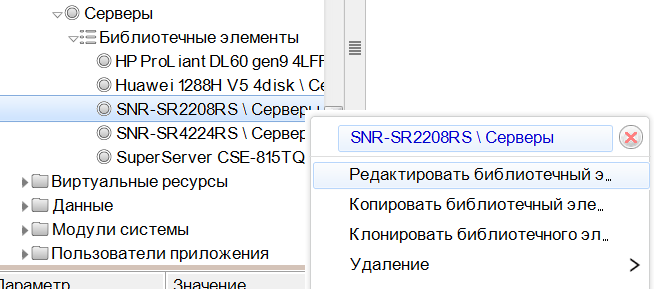 Серверы
Библиотечные элементы
HP ProLiant DL60 gen9 4LFF
Huawei 1288H V5 4disk \ Се
SNR-SR2208RS \ Серверы
SNR-SR4224RS \ Сервер
SuperServer CSE-815TQ
Виртуальные ресурсы
Данные
Модули системы
Пользователи приложения
Параметр Значение
SNR-SR2208RS \ Серверы
Редактировать библиотечный э...
Копировать библиотечный эле...
Клонировать библиотечного эл...
Удаление